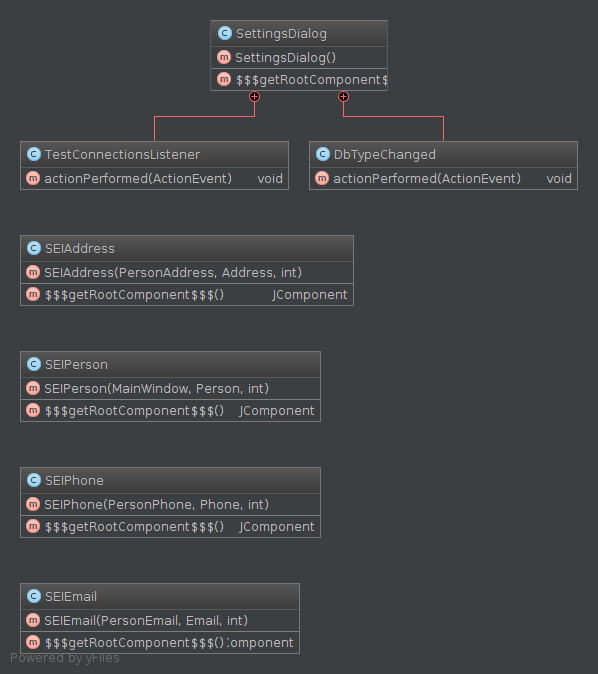 SettingsDialog
SettingsDialog()
$$$getRootComponent$
TestConnectionsListener
actionPerformed(ActionEvent) void
DbTypeChanged
actionPerformed(ActionEvent) void
SEIAddress
SEIAddress(PersonAddress, Address, int)
$$$getRootComponent$$$() JComponent
SEIPerson
SEIPerson(MainWindow, Person, int)
$$$getRootComponent$$$() JComponent
SEIPhone
SEIPhone(PersonPhone, Phone, int)
$$$getRootComponent$$$() JComponent
SEIEmail
SEIEmail(PersonEmail, Email, int)
$$$getRootComponent$$$() Component
Powered by yFiles